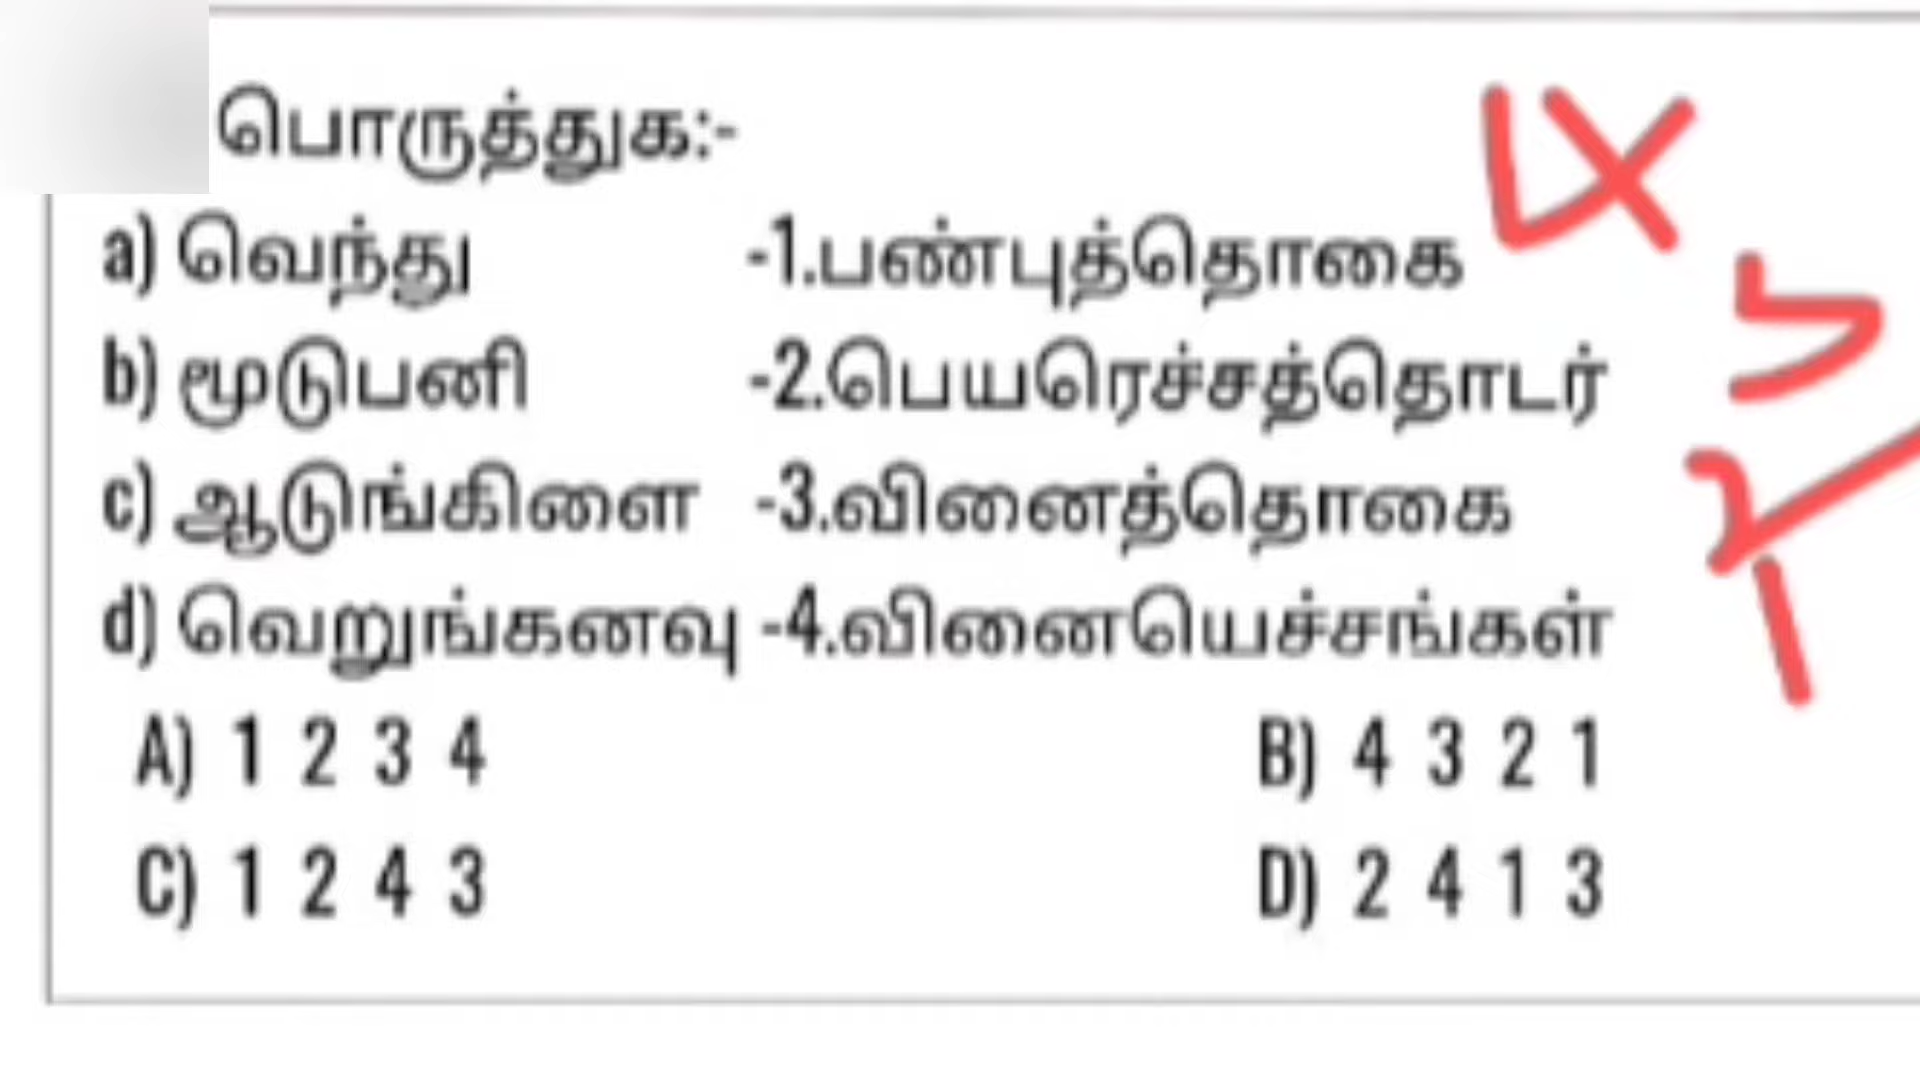 பொருத்துக:-
a) வெந்து -1.பண்புத்தொகை
b) மூடுபனி -2.பெயரெச்சத்தொடர்
c) ஆடுங்கிளை -3.வினைத்தொகை
d) வெறுங்கனவு -4.வினையெச்சங்கள்
A) 1 2 3 4 B) 4 3 2 1
C) 1 2 4 3 D) 2 4 1 3